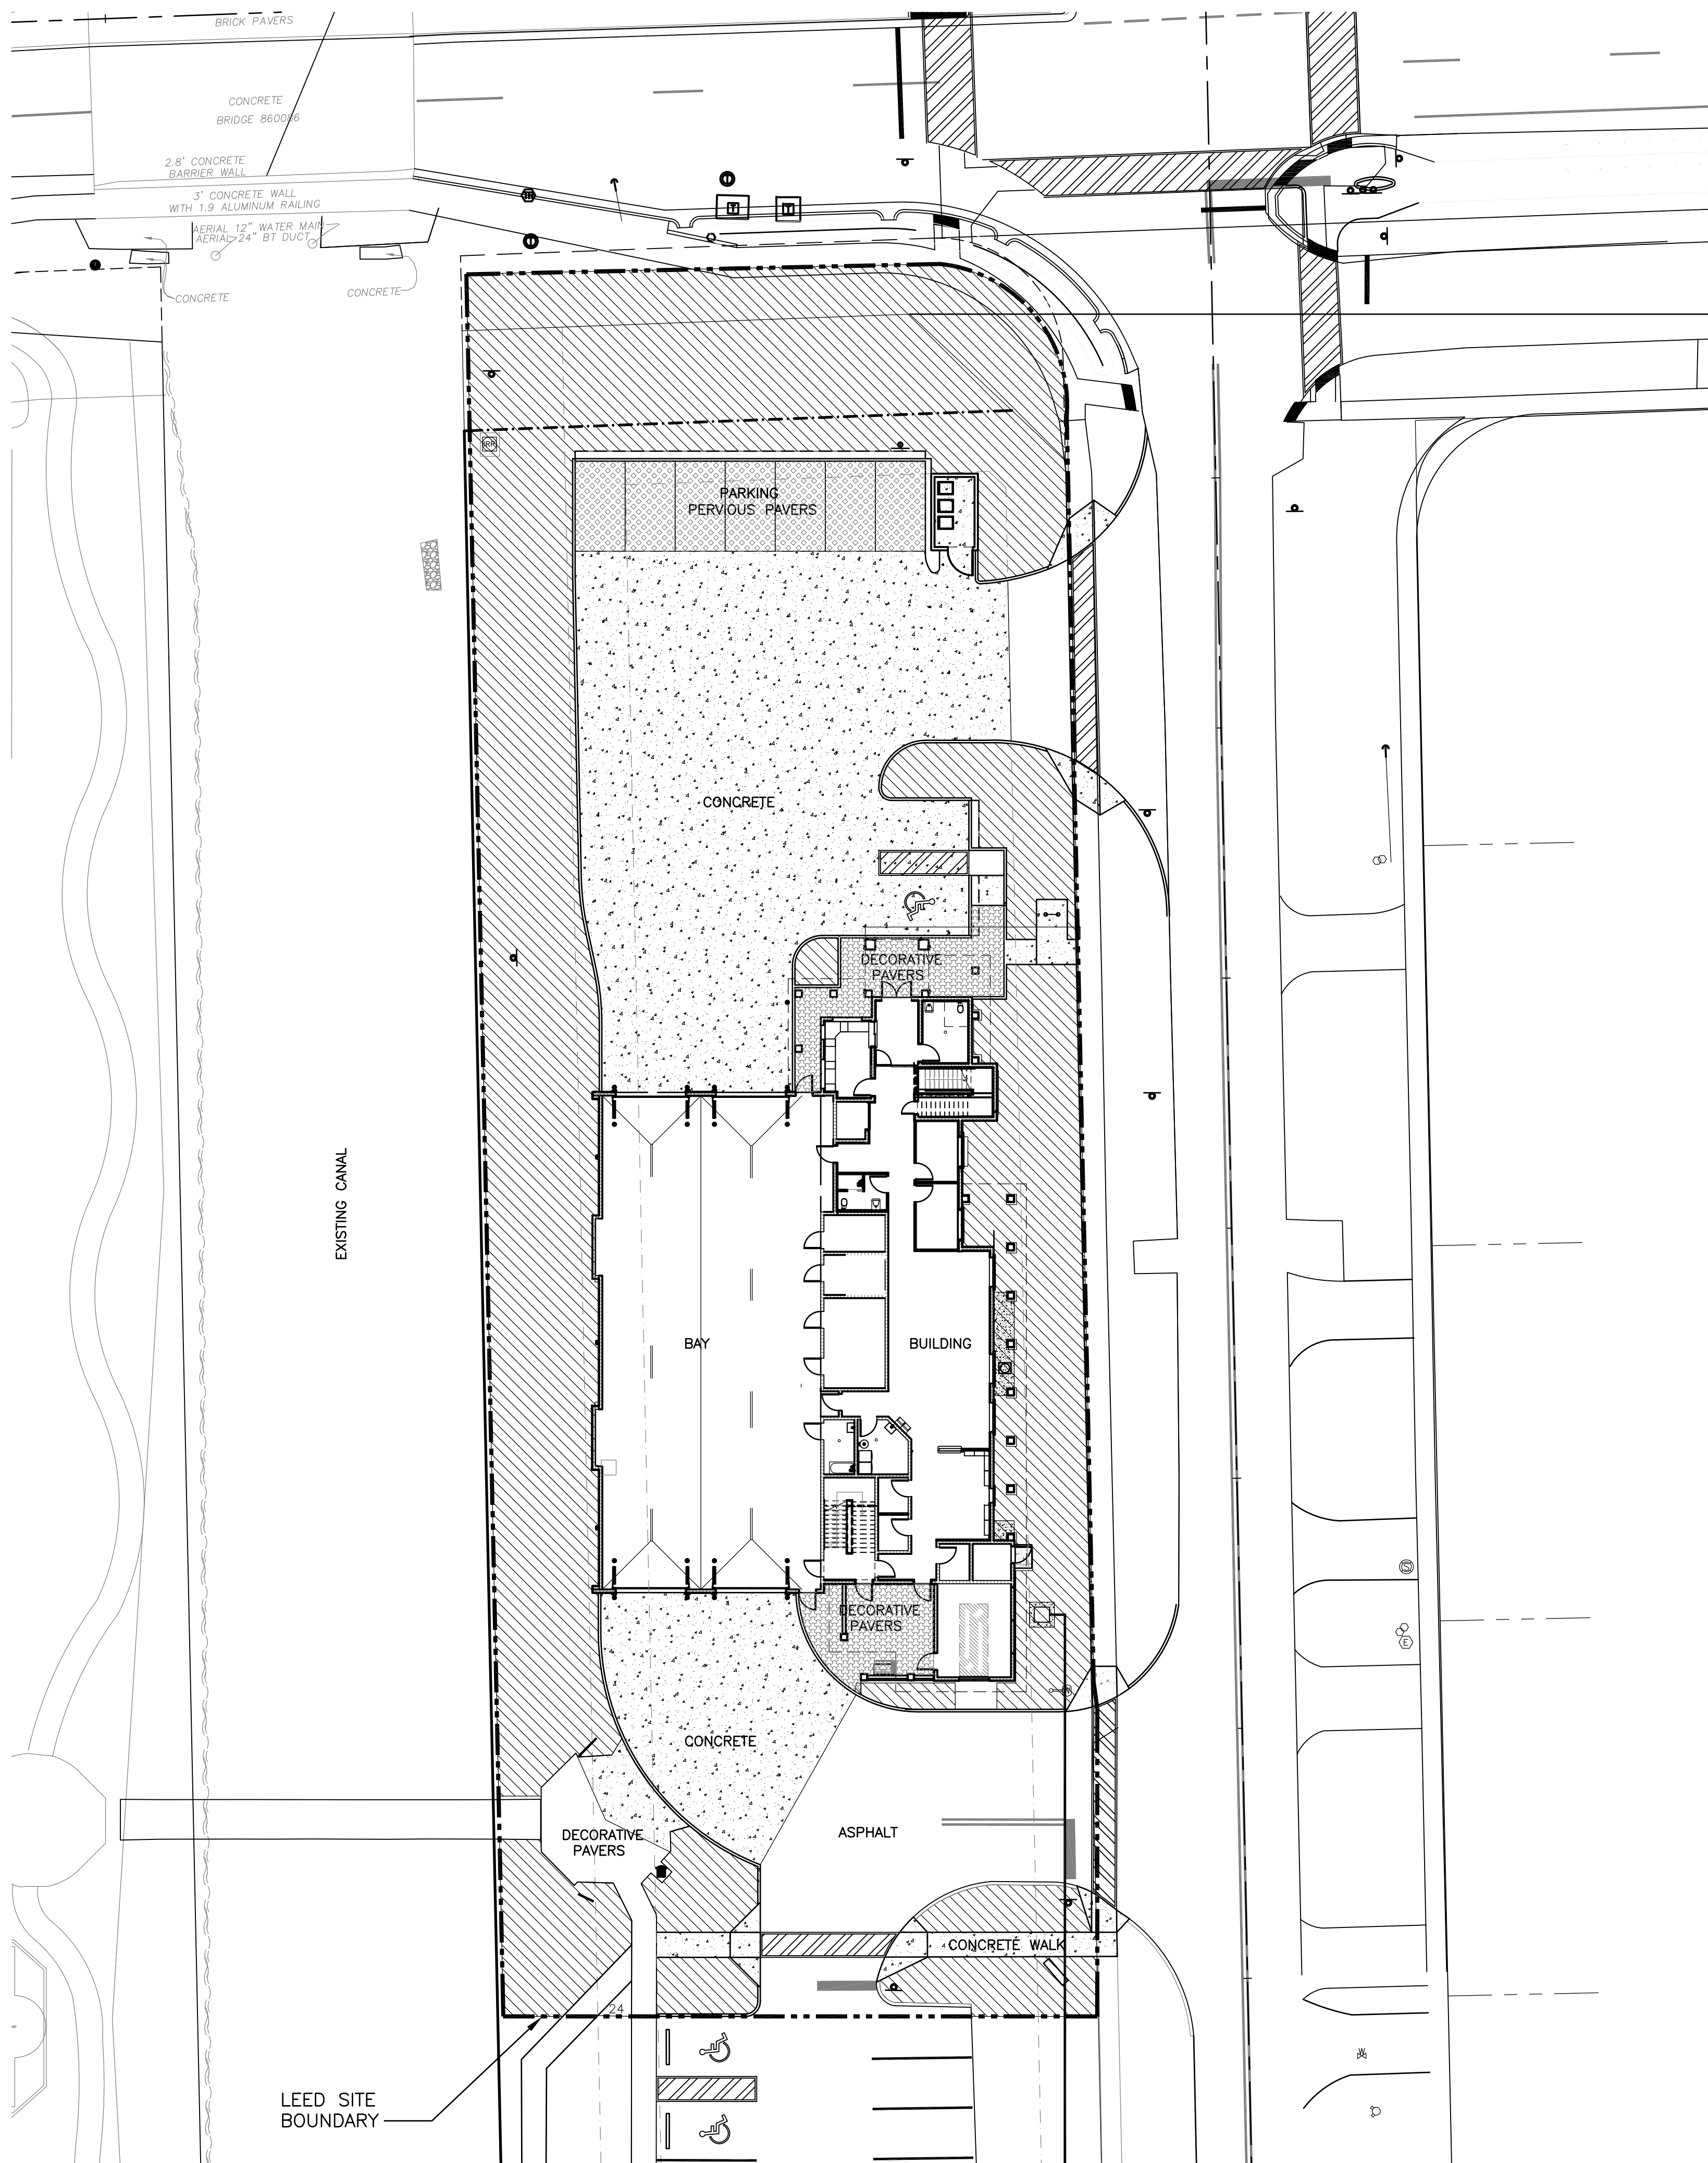 BRICK PAVERS
CONCRETE
BRIDGE 860086
2.8' CONCRETE
BARRIER WALL
3' CONCRETE WALL
WITH 1.9 ALUMINUM RAILING
AERIAL 12" WATER MAIN
AERIAL 24" BT DUCT
CONCRETE
CONCRETE
T
T
IRR
PARKING
PERVIOUS PAVERS
CONCRETE
DECORATIVE
PAVERS
EXISTING CANAL
BAY
BUILDING
DECORATIVE
PAVERS
CONCRETE
ASPHALT
DECORATIVE
PAVERS
CONCRETE WALK
24
LEED SITE
BOUNDARY
S
E
W